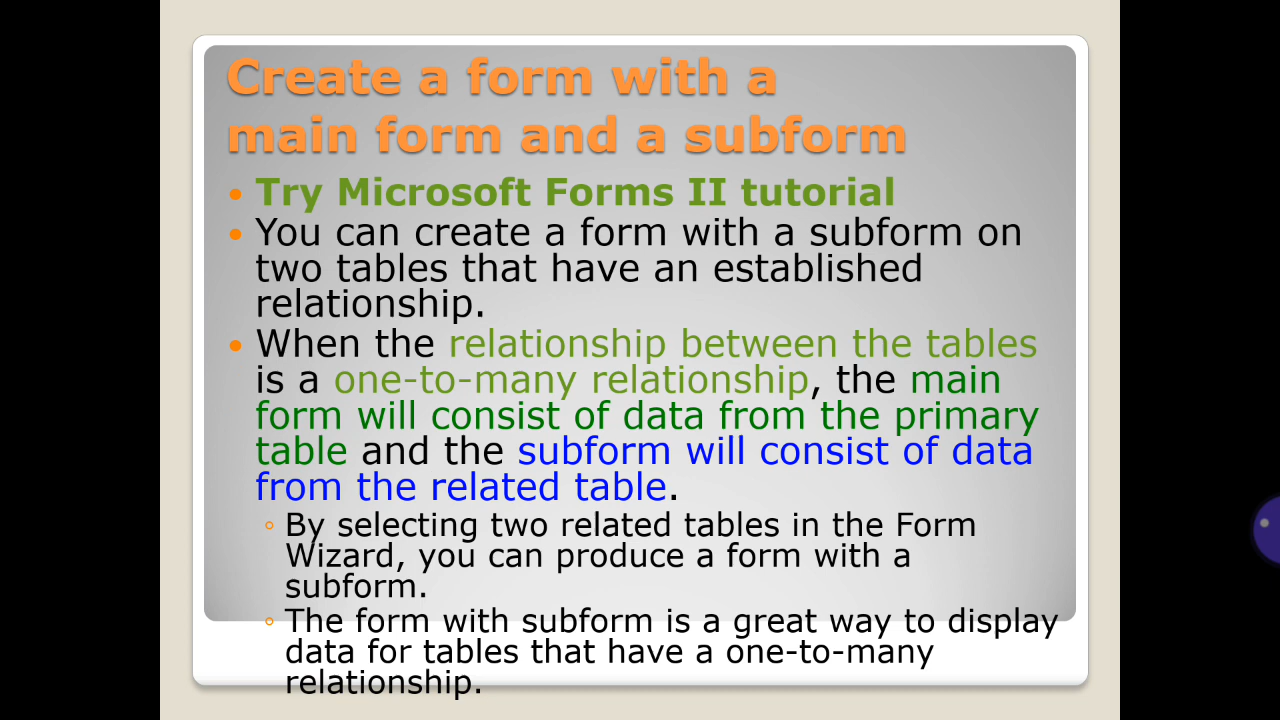 Create a form with a
main form and a subform
• Try Microsoft Forms II tutorial
• You can create a form with a subform on
two tables that have an established
relationship.
• When the relationship between the tables
is a one-to-many relationship, the main
form will consist of data from the primary
table and the subform will consist of data
from the related table.
◦ By selecting two related tables in the Form
Wizard, you can produce a form with a
subform.
◦ The form with subform is a great way to display
data for tables that have a one-to-many
relationship.